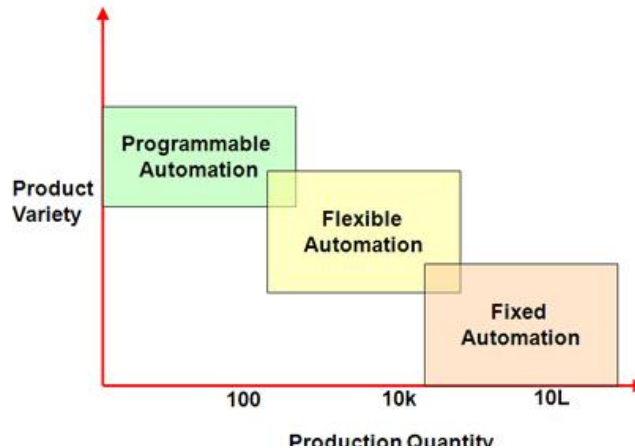 Programmable
Automation
Product
Variety
Flexible
Automation
Fixed
Automation
100
10k
10L
Production Quantity